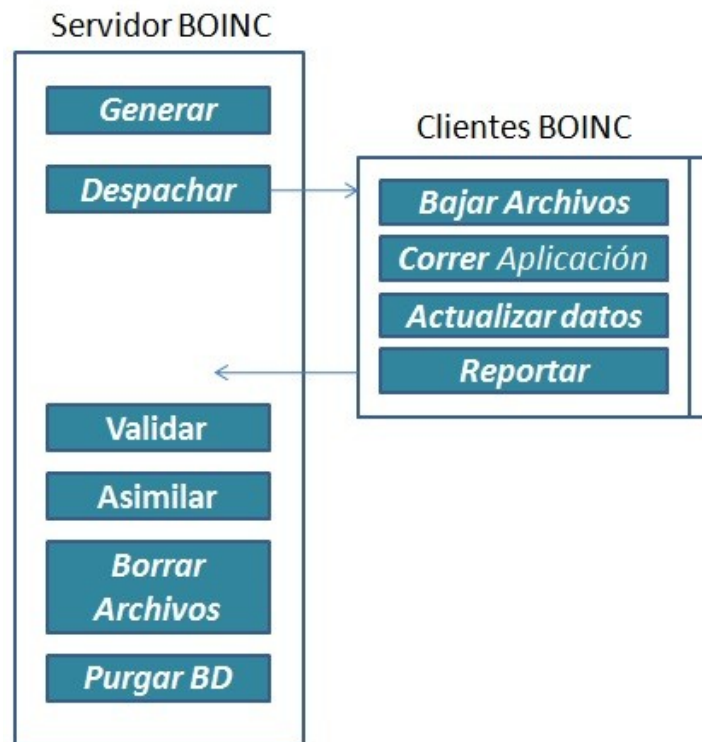 Servidor BOINC
Generar
Despachar
Validar
Asimilar
Borrar
Archivos
Purgar BD
Clientes BOINC
Bajar Archivos
Correr Aplicación
Actualizar datos
Reportar